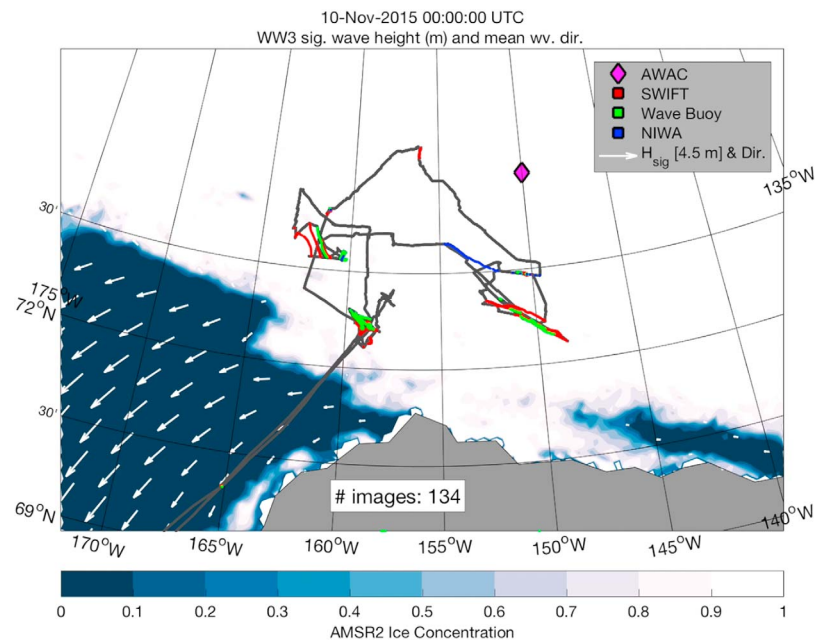 10-Nov-2015 00:00:00 UTC
WW3 sig. wave height (m) and mean wv. dir.
AWAC
SWIFT
Wave Buoy
NIWA
H_sig [4.5 m] & Dir.
135°W
30'
175°W
72°N
30'
69°N
# images: 134
140°W
170°W
165°W
160°W
155°W
150°W
145°W
0 0.1 0.2 0.3 0.4 0.5 0.6 0.7 0.8 0.9 1
AMSR2 Ice Concentration